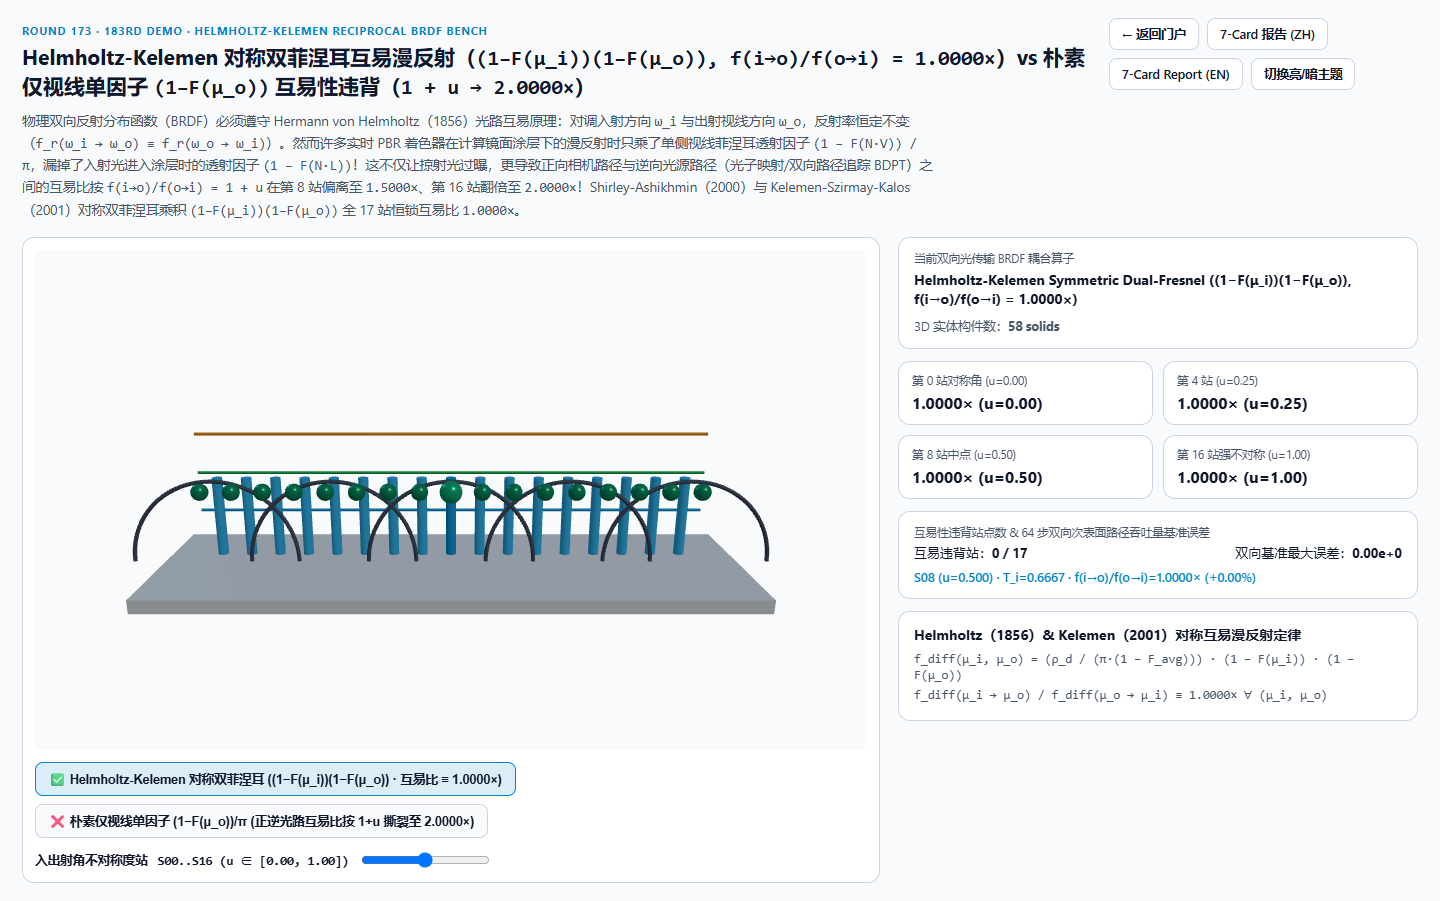 ROUND 173 · 183RD DEMO · HELMHOLTZ-KELEMEN RECIPROCAL BRDF BENCH
Helmholtz-Kelemen 对称双菲涅耳互易漫反射（(1−F(μ_i))(1−F(μ_o)), f(i→o)/f(o→i) = 1.0000×）vs 朴素
仅视线单因子 (1−F(μ_o)) 互易性违背（1 + u → 2.0000×）
← 返回门户
7-Card 报告 (ZH)
7-Card Report (EN)
切换亮/暗主题
物理双向反射分布函数（BRDF）必须遵守 Hermann von Helmholtz（1856）光路互易原理：对调入射方向 ω_i 与出射视线方向 ω_o，反射率恒定不变
（f_r(ω_i → ω_o) ≡ f_r(ω_o → ω_i)）。然而许多实时 PBR 着色器在计算镜面涂层下的漫反射时只乘了单侧视线菲涅耳透射因子 (1 − F(N·V)) /
π，漏掉了入射光进入涂层时的透射因子 (1 − F(N·L))！这不仅让掠射光过曝，更导致正向相机路径与逆向光源路径（光子映射/双向路径追踪 BDPT）之
间的互易比按 f(i→o)/f(o→i) = 1 + u 在第 8 站偏离至 1.5000×、第 16 站翻倍至 2.0000×！Shirley-Ashikhmin（2000）与 Kelemen-Szirmay-Kalos
（2001）对称双菲涅耳乘积 (1−F(μ_i))(1−F(μ_o)) 全 17 站恒锁互易比 1.0000×。
当前双向光传输 BRDF 耦合算子
Helmholtz-Kelemen Symmetric Dual-Fresnel ((1−F(μ_i))(1−F(μ_o)),
f(i→o)/f(o→i) = 1.0000×)
3D 实体构件数：58 solids
第 0 站对称角 (u=0.00)
1.0000× (u=0.00)
第 4 站 (u=0.25)
1.0000× (u=0.25)
第 8 站中点 (u=0.50)
1.0000× (u=0.50)
第 16 站强不对称 (u=1.00)
1.0000× (u=1.00)
互易性违背站点数 & 64 步双向次表面路径吞吐量基准误差
互易违背站：0 / 17
双向基准最大误差：0.00e+0
S08 (u=0.500) · T_i=0.6667 · f(i→o)/f(o→i)=1.0000× (+0.00%)
Helmholtz（1856）& Kelemen（2001）对称互易漫反射定律
f_diff(μ_i, μ_o) = (ρ_d / (π·(1 − F_avg))) · (1 − F(μ_i)) · (1 −
F(μ_o))
f_diff(μ_i → μ_o) / f_diff(μ_o → μ_i) ≡ 1.0000× ∀ (μ_i, μ_o)
✅ Helmholtz-Kelemen 对称双菲涅耳 ((1−F(μ_i))(1−F(μ_o)) · 互易比 ≡ 1.0000×)
❌ 朴素仅视线单因子 (1−F(μ_o))/π (正逆光路互易比按 1+u 撕裂至 2.0000×)
入出射角不对称度站 S00..S16 (u ∈ [0.00, 1.00])